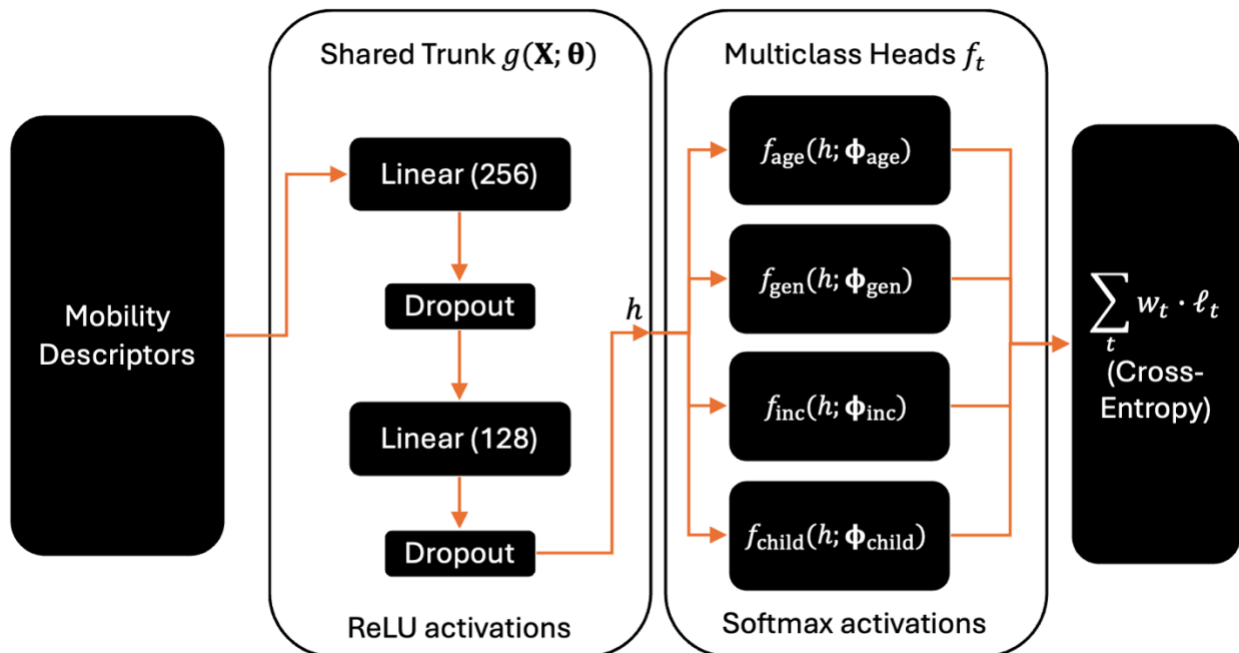 Shared Trunk g(X; θ)
Multiclass Heads f_t
Mobility
Descriptors
Linear (256)
Dropout
Linear (128)
Dropout
ReLU activations
h
f_age(h; ϕ_age)
f_gen(h; ϕ_gen)
f_inc(h; ϕ_inc)
f_child(h; ϕ_child)
Softmax activations
∑_t w_t · ℓ_t
(Cross-
Entropy)